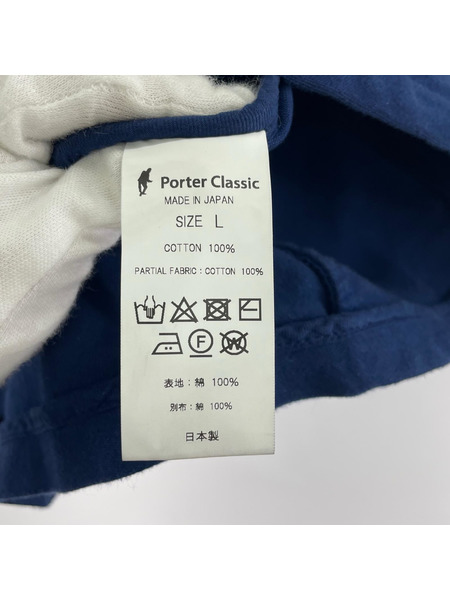 Porter Classic
MADE IN JAPAN
SIZE L
COTTON 100%
PARTIAL FABRIC : COTTON 100%
F W
表地 : 綿 100%
別布 : 綿 100%
日本製